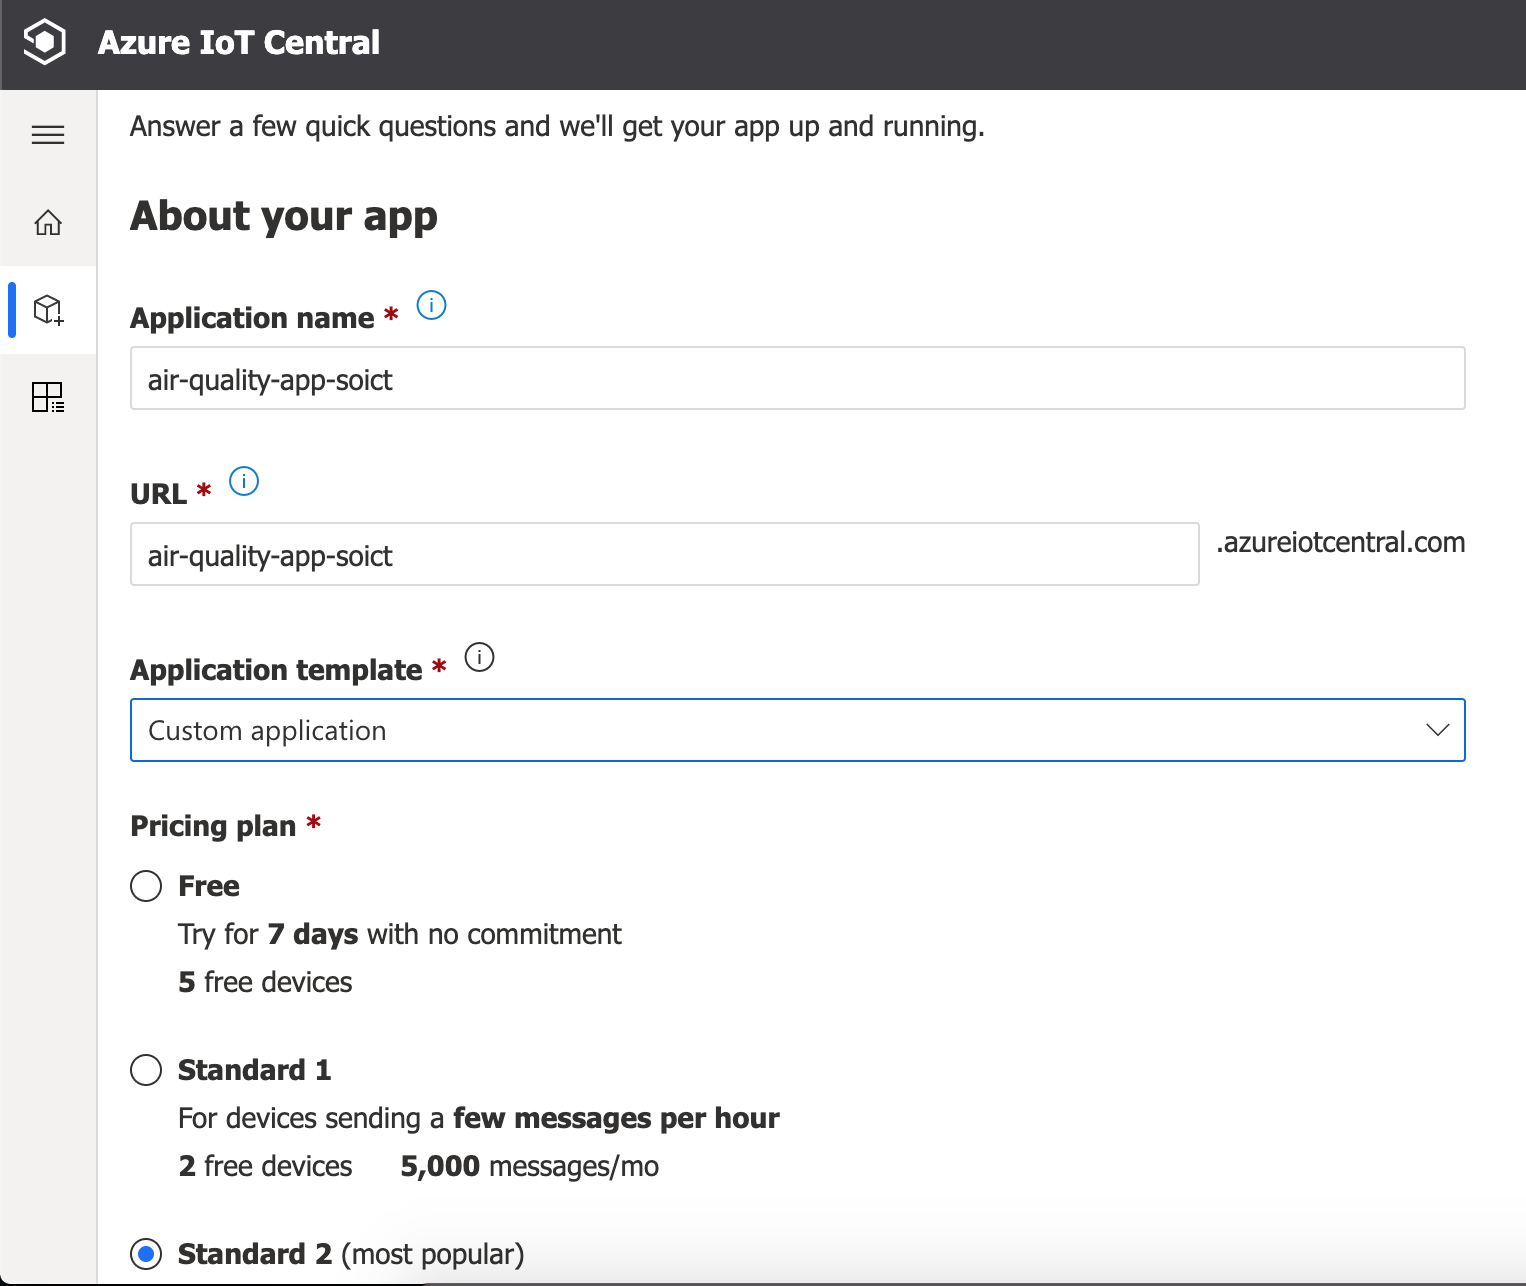 Azure IoT Central
Answer a few quick questions and we'll get your app up and running.
About your app
Application name *
air-quality-app-soict
URL *
air-quality-app-soict
.azureiotcentral.com
Application template *
Custom application
Pricing plan *
Free
Try for 7 days with no commitment
5 free devices
Standard 1
For devices sending a few messages per hour
2 free devices 5,000 messages/mo
Standard 2 (most popular)